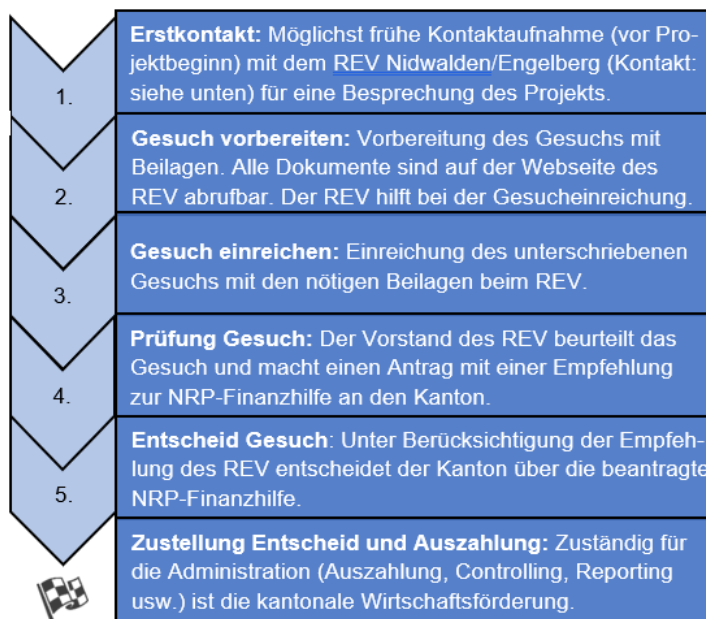 1.
Erstkontakt: Möglichst frühe Kontaktaufnahme (vor Pro-
jektbeginn) mit dem REV Nidwalden/Engelberg (Kontakt:
siehe unten) für eine Besprechung des Projekts.
2.
Gesuch vorbereiten: Vorbereitung des Gesuchs mit
Beilagen. Alle Dokumente sind auf der Webseite des
REV abrufbar. Der REV hilft bei der Gesucheinreichung.
3.
Gesuch einreichen: Einreichung des unterschriebenen
Gesuchs mit den nötigen Beilagen beim REV.
4.
Prüfung Gesuch: Der Vorstand des REV beurteilt das
Gesuch und macht einen Antrag mit einer Empfehlung
zur NRP-Finanzhilfe an den Kanton.
5.
Entscheid Gesuch: Unter Berücksichtigung der Empfeh-
lung des REV entscheidet der Kanton über die beantragte
NRP-Finanzhilfe.
Zustellung Entscheid und Auszahlung: Zuständig für
die Administration (Auszahlung, Controlling, Reporting
usw.) ist die kantonale Wirtschaftsförderung.